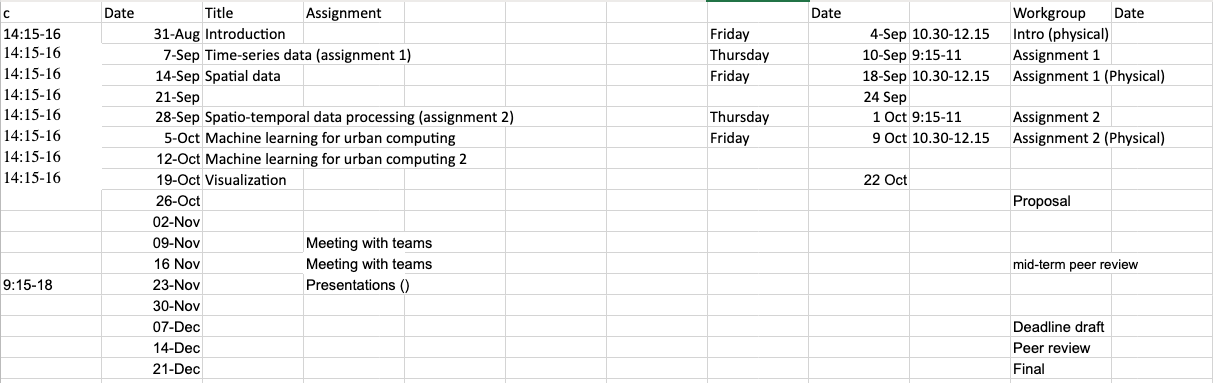 c Date Title Assignment Date Workgroup Date
14:15-16 31-Aug Introduction Friday 4-Sep 10.30-12.15 Intro (physical)
14:15-16 7-Sep Time-series data (assignment 1) Thursday 10-Sep 9:15-11 Assignment 1
14:15-16 14-Sep Spatial data Friday 18-Sep 10.30-12.15 Assignment 1 (Physical)
14:15-16 21-Sep 24 Sep
14:15-16 28-Sep Spatio-temporal data processing (assignment 2) Thursday 1 Oct 9:15-11 Assignment 2
14:15-16 5-Oct Machine learning for urban computing Friday 9 Oct 10.30-12.15 Assignment 2 (Physical)
14:15-16 12-Oct Machine learning for urban computing 2
14:15-16 19-Oct Visualization 22 Oct
26-Oct Proposal
02-Nov
09-Nov Meeting with teams
16 Nov Meeting with teams mid-term peer review
9:15-18 23-Nov Presentations ()
30-Nov
07-Dec Deadline draft
14-Dec Peer review
21-Dec Final